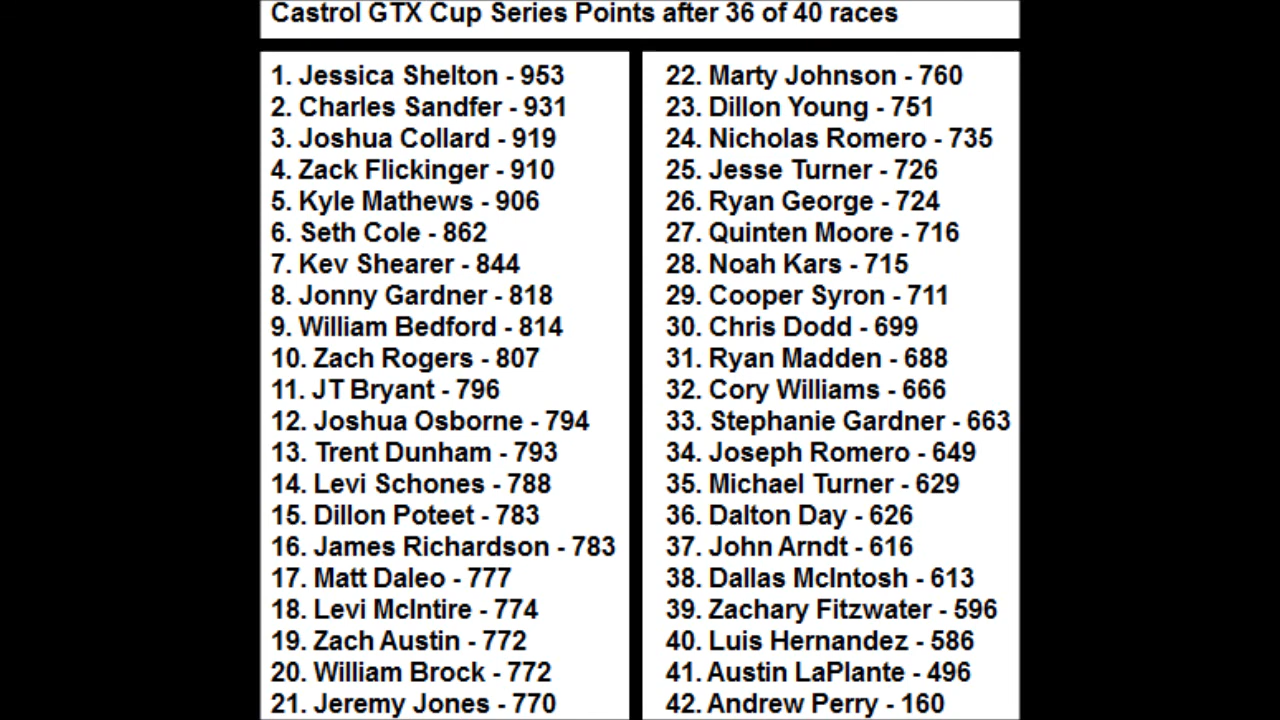 Castrol GTX Cup Series Points after 36 of 40 races
1. Jessica Shelton - 953
2. Charles Sandfer - 931
3. Joshua Collard - 919
4. Zack Flickinger - 910
5. Kyle Mathews - 906
6. Seth Cole - 862
7. Kev Shearer - 844
8. Jonny Gardner - 818
9. William Bedford - 814
10. Zach Rogers - 807
11. JT Bryant - 796
12. Joshua Osborne - 794
13. Trent Dunham - 793
14. Levi Schones - 788
15. Dillon Poteet - 783
16. James Richardson - 783
17. Matt Daleo - 777
18. Levi McIntire - 774
19. Zach Austin - 772
20. William Brock - 772
21. Jeremy Jones - 770
22. Marty Johnson - 760
23. Dillon Young - 751
24. Nicholas Romero - 735
25. Jesse Turner - 726
26. Ryan George - 724
27. Quinten Moore - 716
28. Noah Kars - 715
29. Cooper Syron - 711
30. Chris Dodd - 699
31. Ryan Madden - 688
32. Cory Williams - 666
33. Stephanie Gardner - 663
34. Joseph Romero - 649
35. Michael Turner - 629
36. Dalton Day - 626
37. John Arndt - 616
38. Dallas McIntosh - 613
39. Zachary Fitzwater - 596
40. Luis Hernandez - 586
41. Austin LaPlante - 496
42. Andrew Perry - 160